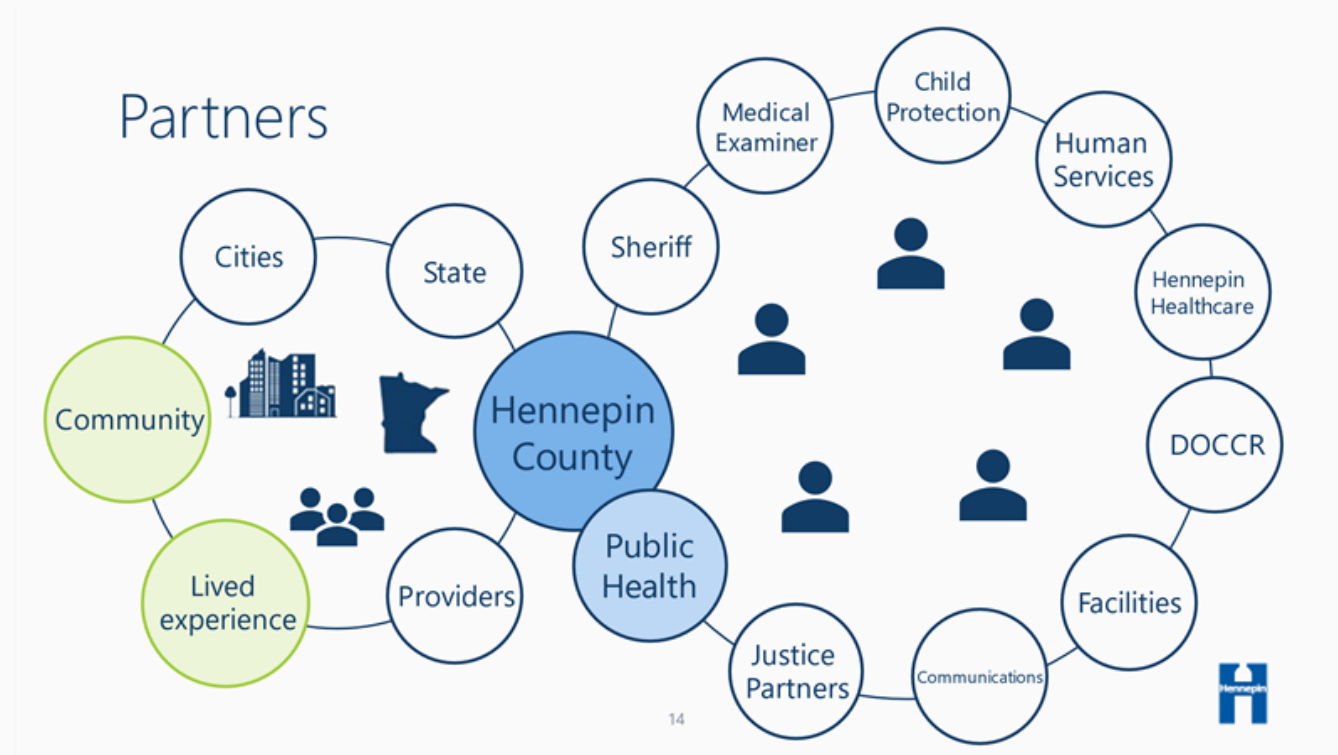 Partners
Cities
State
Community
Lived
experience
Providers
Hennepin
County
Public
Health
Sheriff
Medical
Examiner
Child
Protection
Human
Services
Hennepin
Healthcare
DOCCR
Facilities
Communications
Justice
Partners
14
Hennepin